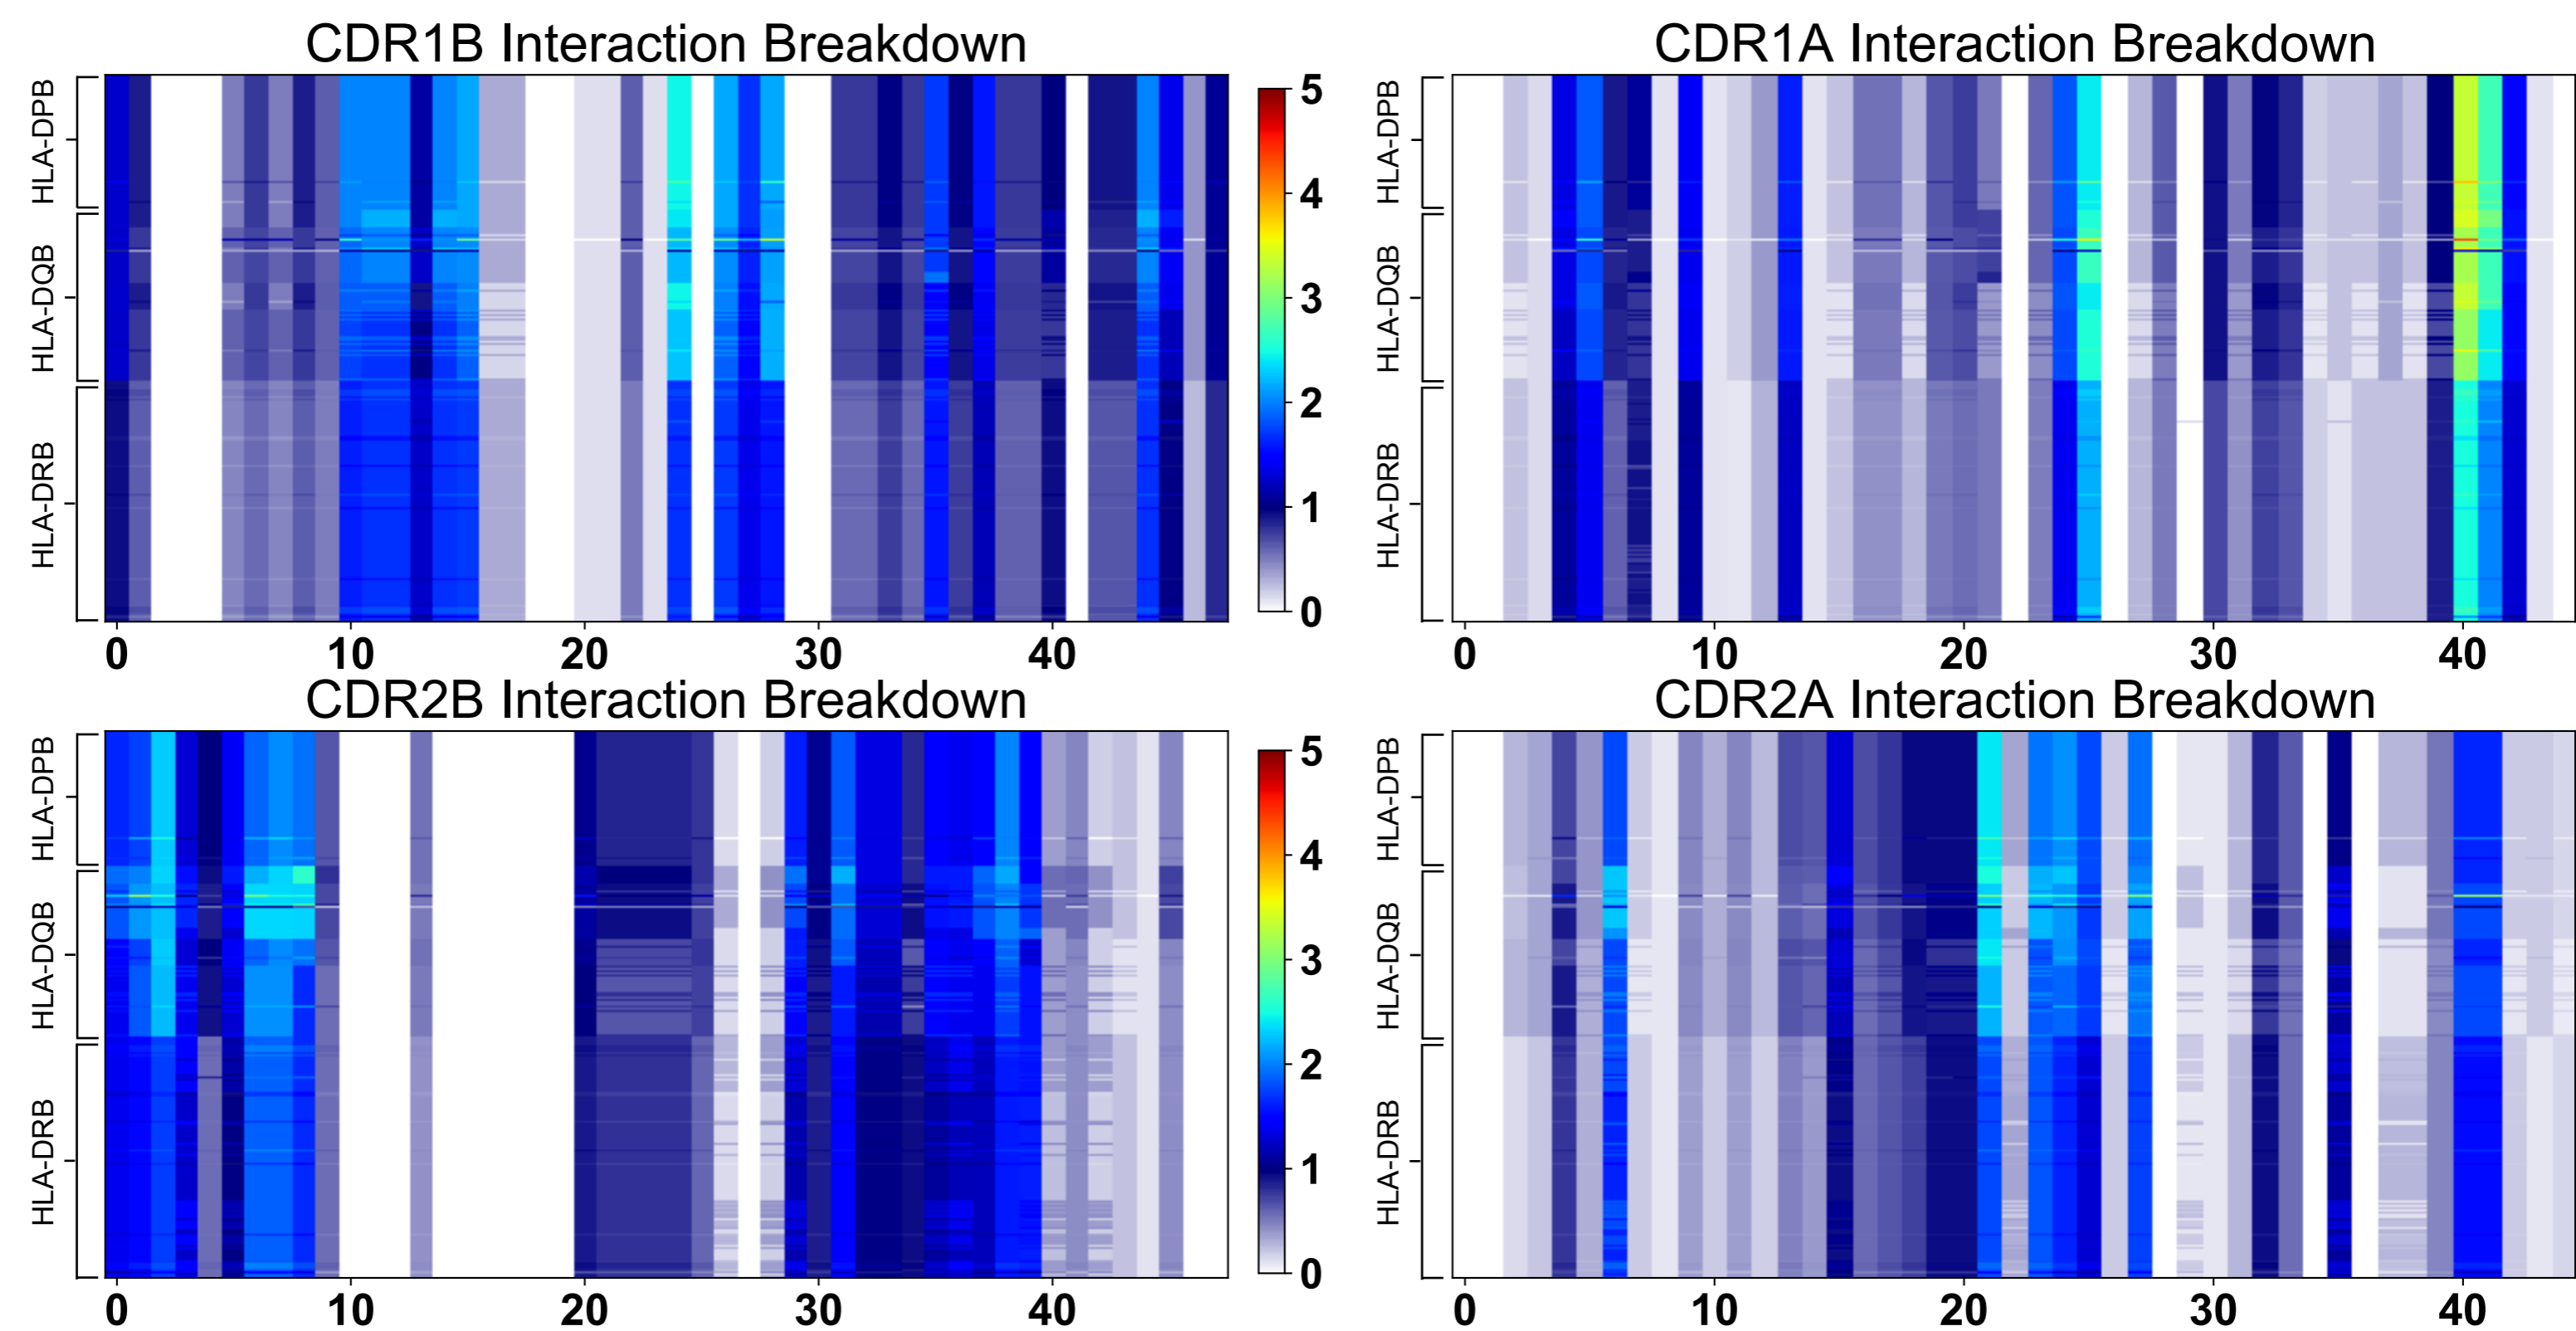 CDR1B Interaction Breakdown
HLA-DPB
HLA-DQB
HLA-DRB
0 10 20 30 40
5
4
3
2
1
0
CDR1A Interaction Breakdown
HLA-DPB
HLA-DQB
HLA-DRB
0 10 20 30 40
CDR2B Interaction Breakdown
HLA-DPB
HLA-DQB
HLA-DRB
0 10 20 30 40
5
4
3
2
1
0
CDR2A Interaction Breakdown
HLA-DPB
HLA-DQB
HLA-DRB
0 10 20 30 40